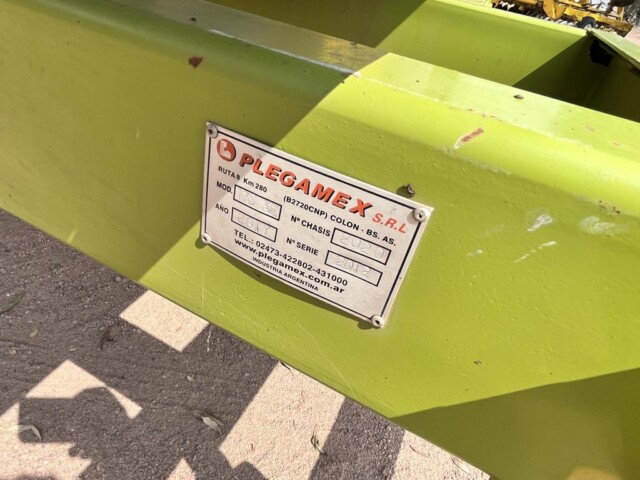 PLEGAMEX S.R.L
RUTA 8 Km 280 (B2720CNP) COLON - BS. AS.
MOD. Nº CHASIS
AÑO Nº SERIE
TEL.: 02473-422802-431000
www.plegamex.com.ar
INDUSTRIA ARGENTINA